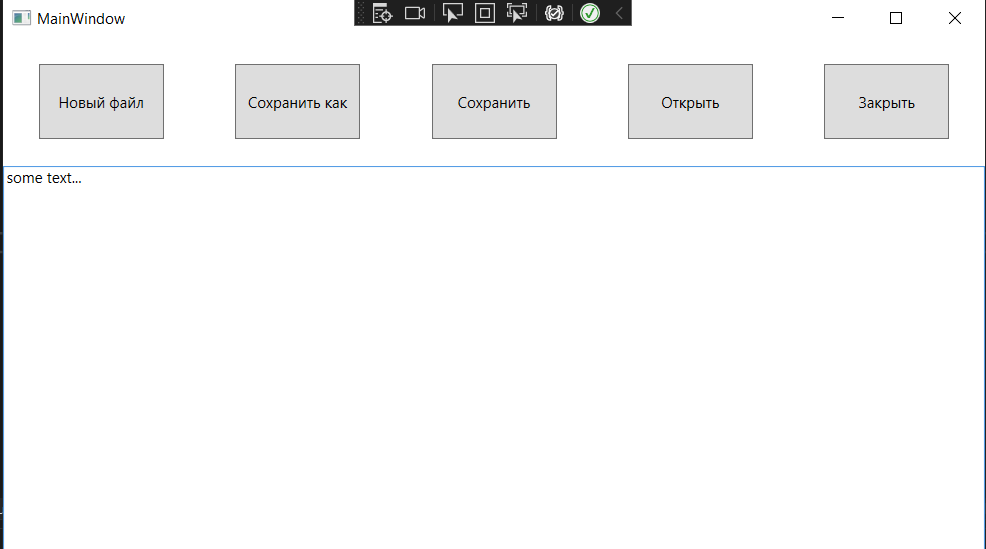 MainWindow
Новый файл
Сохранить как
Сохранить
Открыть
Закрыть
some text...